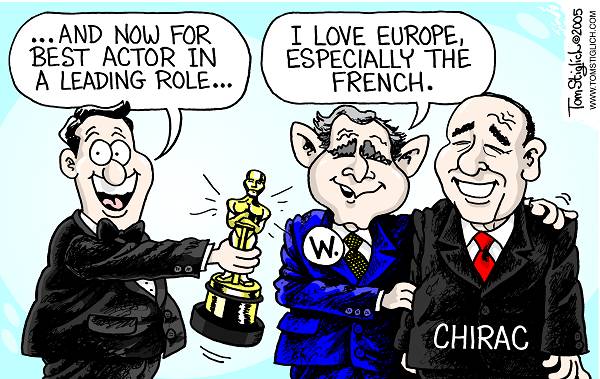 ...AND NOW FOR
BEST ACTOR IN
A LEADING ROLE...
I LOVE EUROPE,
ESPECIALLY THE
FRENCH.
W.
CHIRAC
TomStiglich©2005
WWW.TOMSTIGLICH.COM